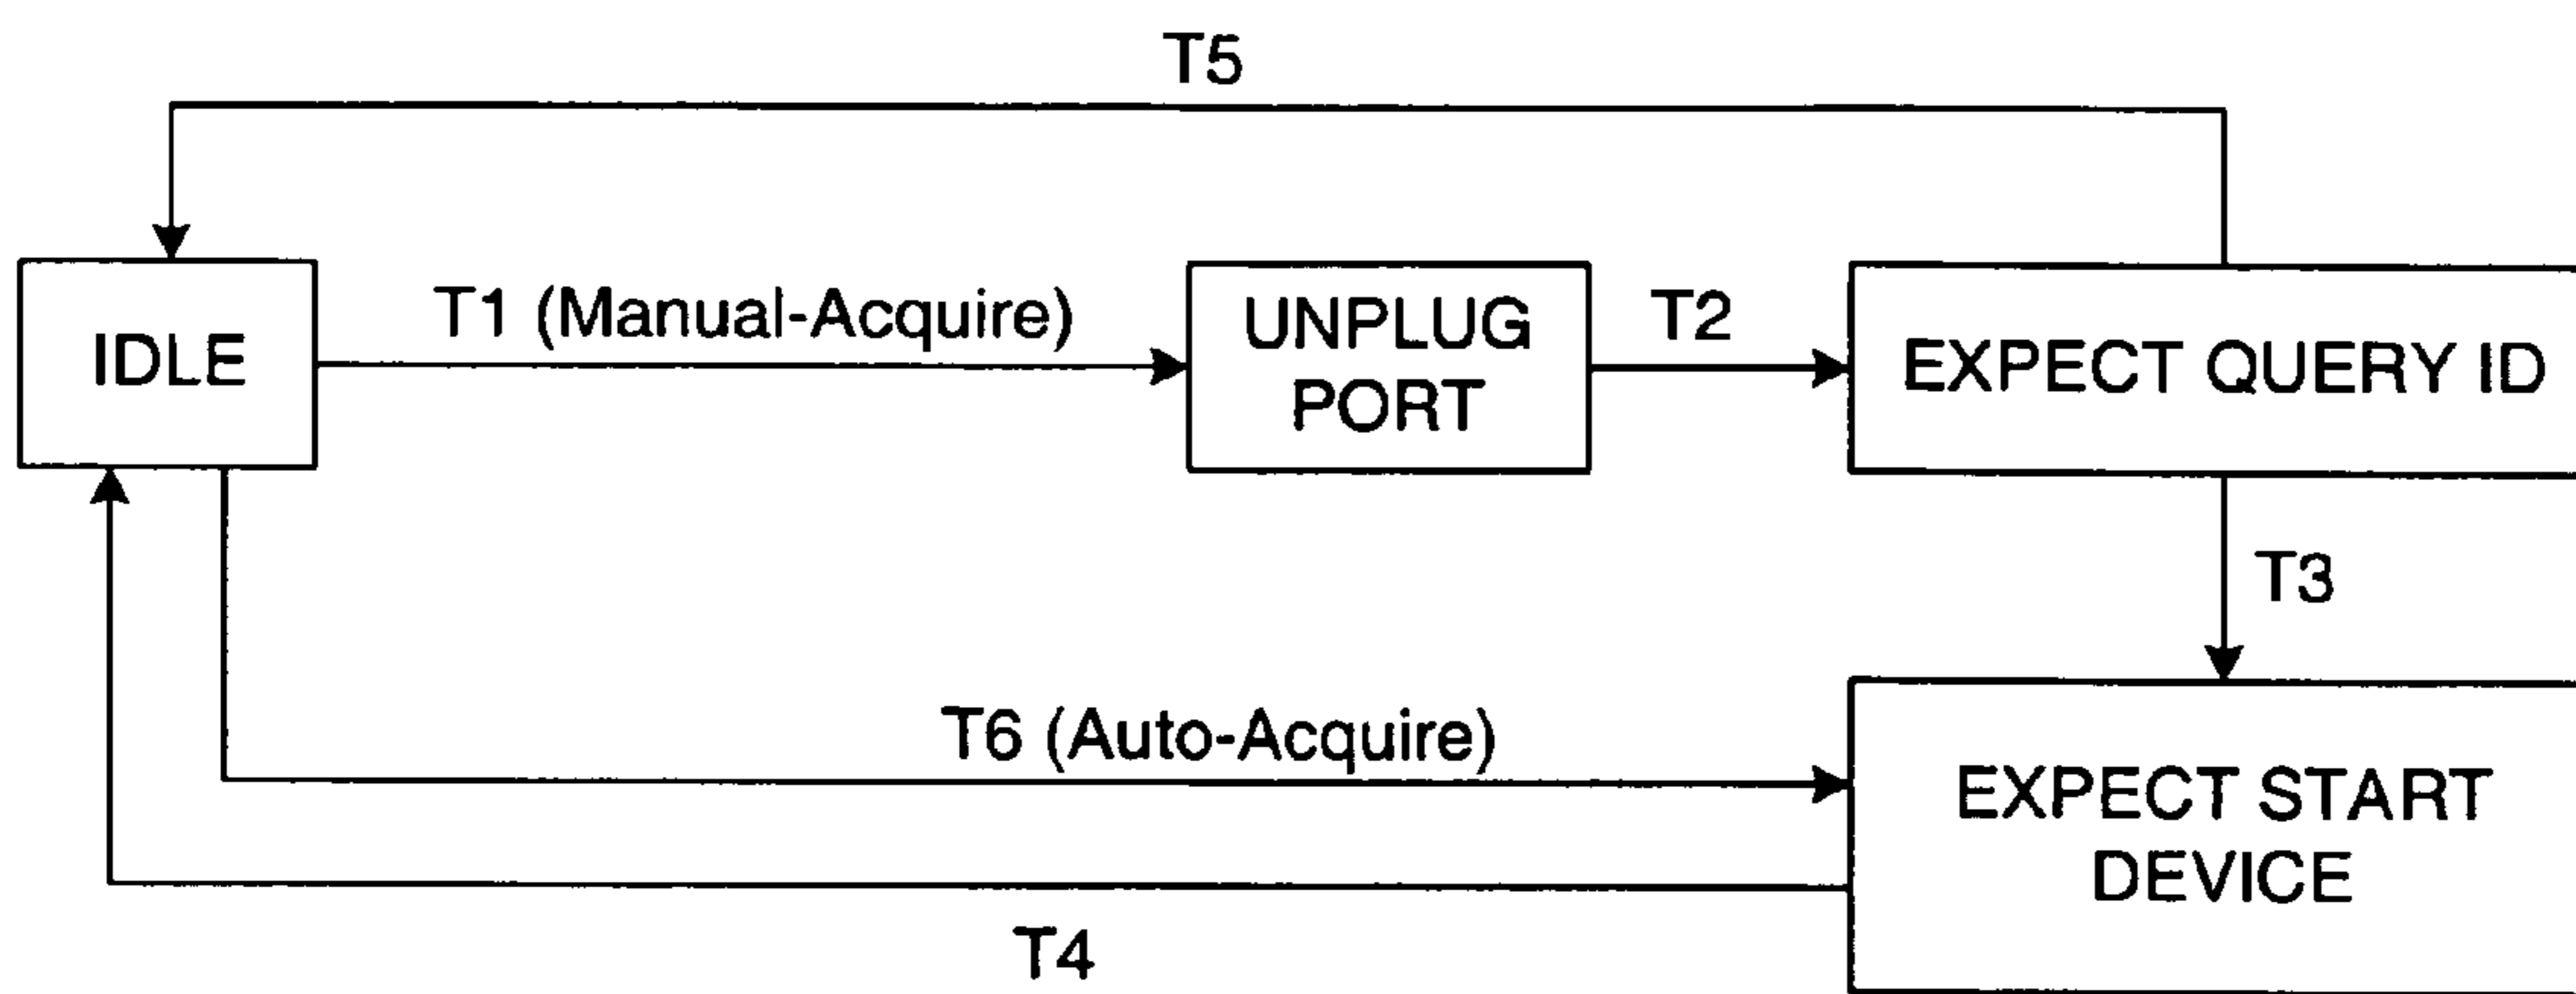 T5
IDLE
T1 (Manual-Acquire)
UNPLUG
PORT
T2
EXPECT QUERY ID
T3
T6 (Auto-Acquire)
EXPECT START
DEVICE
T4